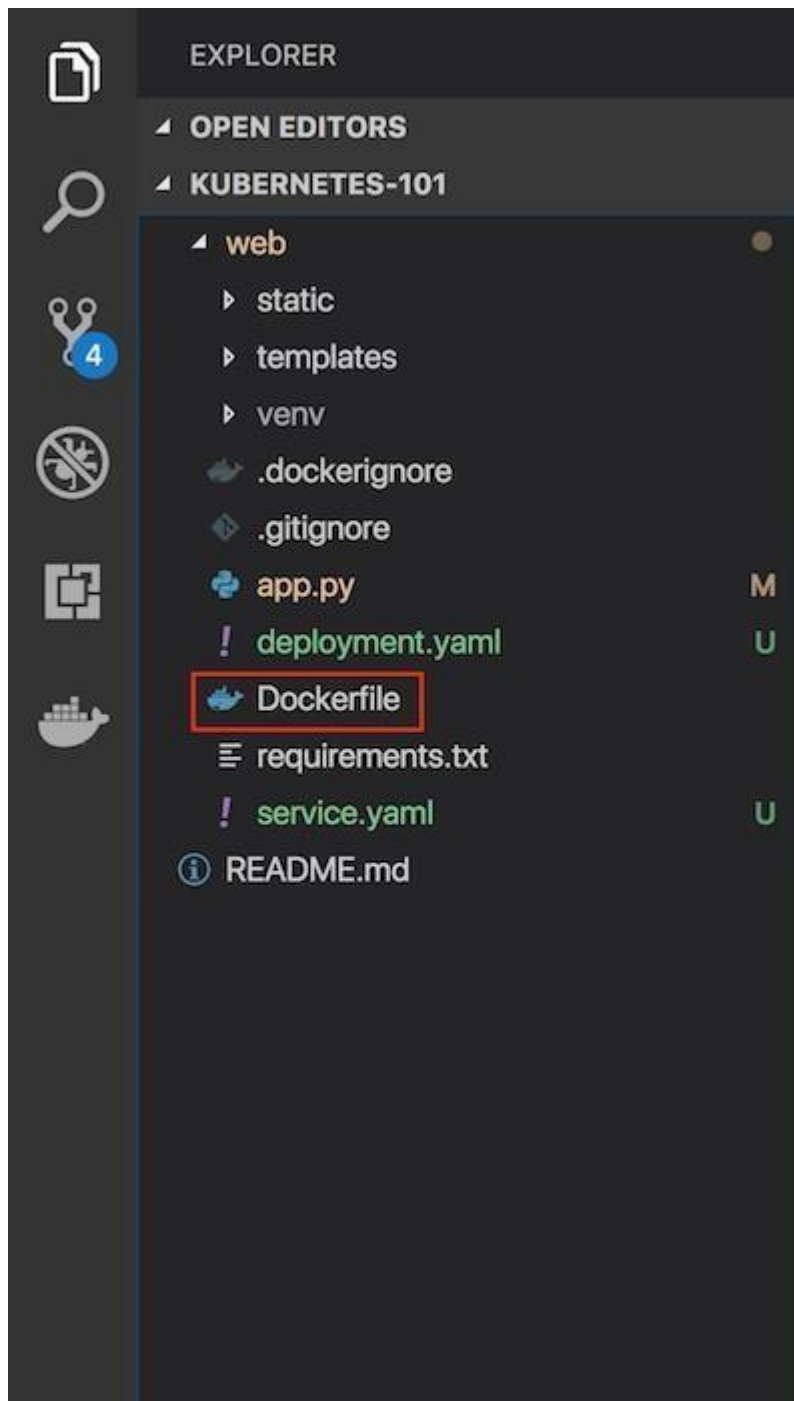 EXPLORER
OPEN EDITORS
KUBERNETES-101
web
static
templates
4
venv
.dockerignore
.gitignore
app.py M
deployment.yaml U
Dockerfile
requirements.txt
service.yaml U
README.md